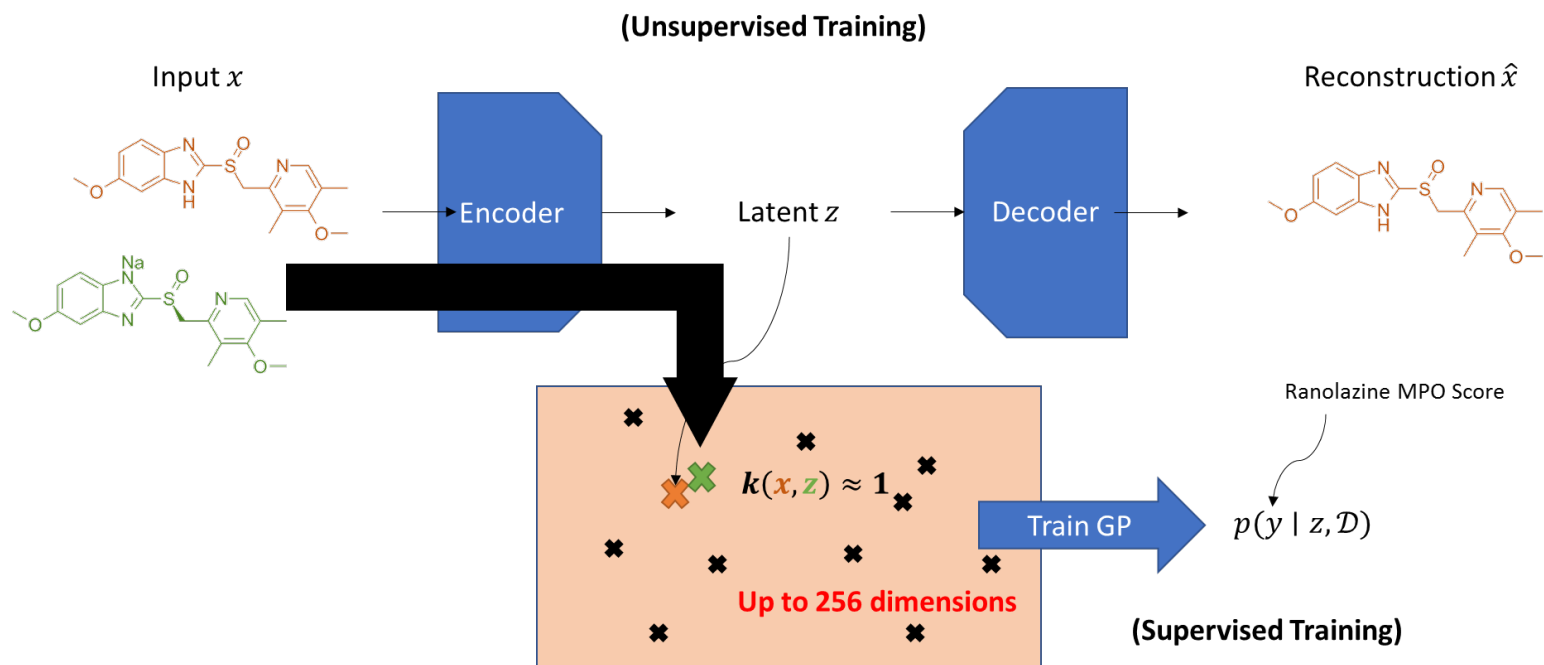 (Unsupervised Training)
Input x
Reconstruction x̂
N
O
S
N
H
N
O
O
Encoder
Latent z
Decoder
N
O
S
N
H
N
O
O
Na
N
O
S
N
N
O
O
Ranolazine MPO Score
k(x, z) ≈ 1
Train GP
p(y ∣ z, 𝒟)
Up to 256 dimensions
(Supervised Training)